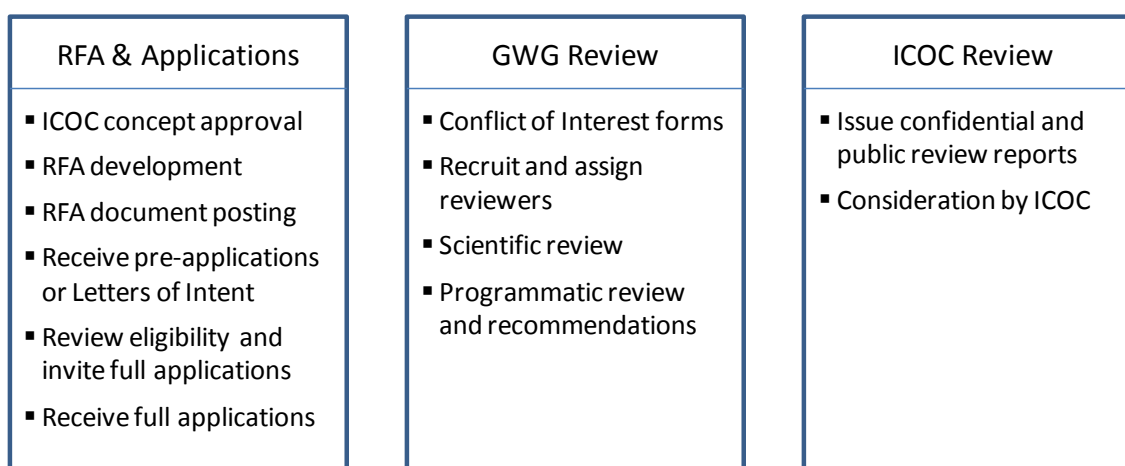 RFA & Applications
▪ ICOC concept approval
▪ RFA development
▪ RFA document posting
▪ Receive pre-applications
or Letters of Intent
▪ Review eligibility and
invite full applications
▪ Receive full applications
GWG Review
▪ Conflict of Interest forms
▪ Recruit and assign
reviewers
▪ Scientific review
▪ Programmatic review
and recommendations
ICOC Review
▪ Issue confidential and
public review reports
▪ Consideration by ICOC